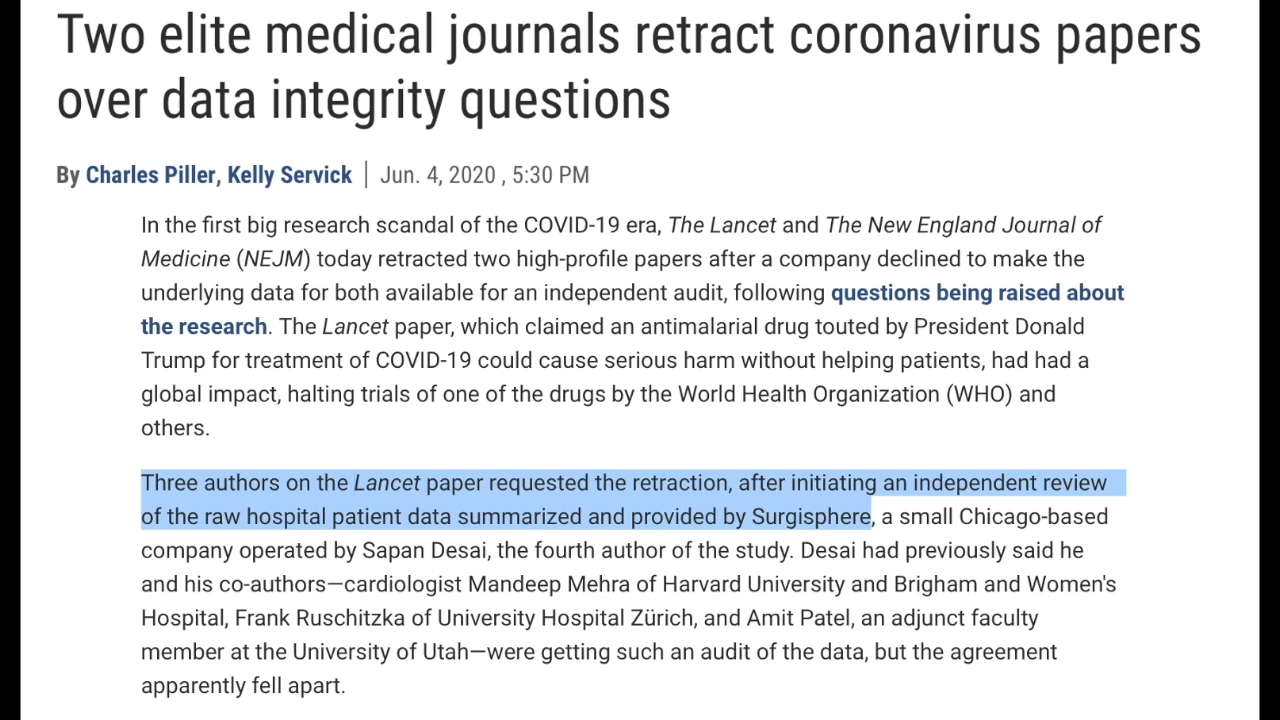 Two elite medical journals retract coronavirus papers
over data integrity questions
By Charles Piller, Kelly Servick | Jun. 4, 2020 , 5:30 PM
In the first big research scandal of the COVID-19 era, The Lancet and The New England Journal of
Medicine (NEJM) today retracted two high-profile papers after a company declined to make the
underlying data for both available for an independent audit, following questions being raised about
the research. The Lancet paper, which claimed an antimalarial drug touted by President Donald
Trump for treatment of COVID-19 could cause serious harm without helping patients, had had a
global impact, halting trials of one of the drugs by the World Health Organization (WHO) and
others.
Three authors on the Lancet paper requested the retraction, after initiating an independent review
of the raw hospital patient data summarized and provided by Surgisphere, a small Chicago-based
company operated by Sapan Desai, the fourth author of the study. Desai had previously said he
and his co-authors—cardiologist Mandeep Mehra of Harvard University and Brigham and Women's
Hospital, Frank Ruschitzka of University Hospital Zürich, and Amit Patel, an adjunct faculty
member at the University of Utah—were getting such an audit of the data, but the agreement
apparently fell apart.